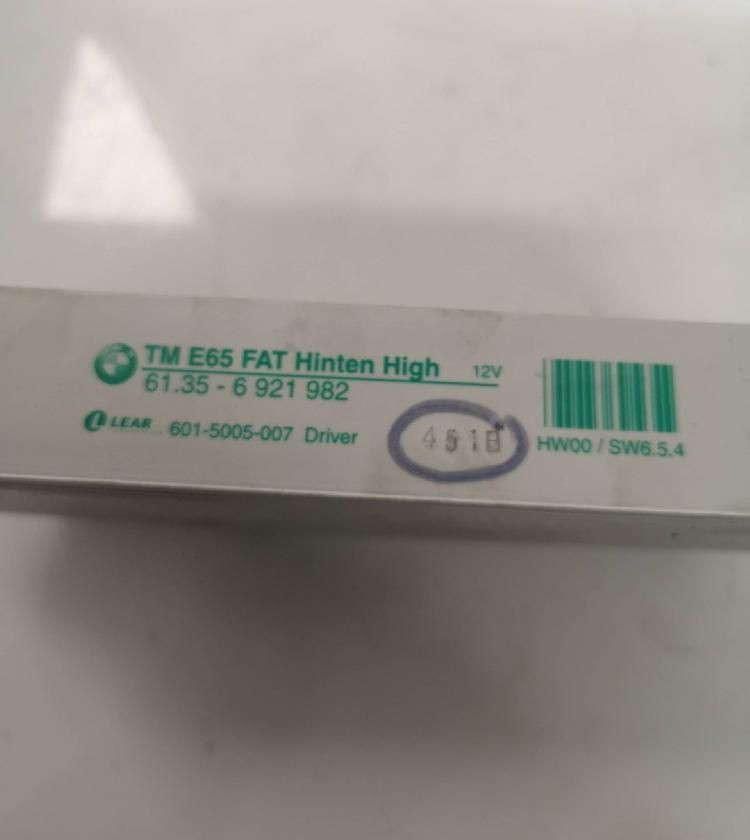 TM E65 FAT Hinten High 12V
61.35 - 6 921 982
LEAR 601-5005-007 Driver
HW00 / SW6.5.4